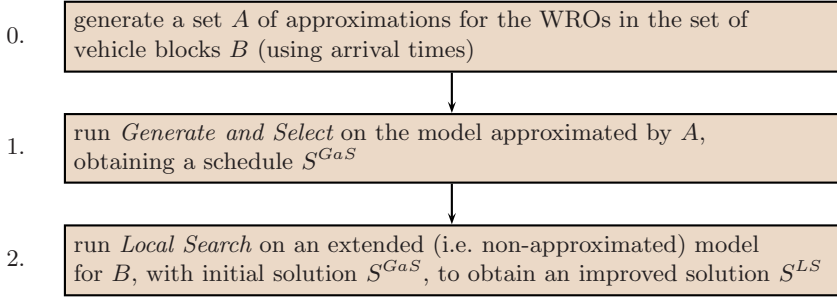 0. generate a set A of approximations for the WROs in the set of
vehicle blocks B (using arrival times)
1. run Generate and Select on the model approximated by A,
obtaining a schedule S^{GaS}
2. run Local Search on an extended (i.e. non-approximated) model
for B, with initial solution S^{GaS}, to obtain an improved solution S^{LS}